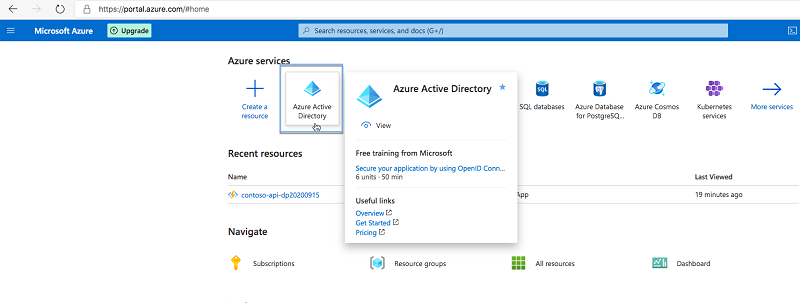 https://portal.azure.com/#home
Microsoft Azure
Upgrade
Search resources, services, and docs (G+/)
Azure services
Create a
resource
Azure Active
Directory
Azure Active Directory
View
Free training from Microsoft
Secure your application by using OpenID Conn...
6 units · 50 min
Useful links
Overview
Get Started
Pricing
SQL databases
Azure Database
for PostgreSQ...
Azure Cosmos
DB
Kubernetes
services
More services
Recent resources
Name
Last Viewed
contoso-api-dp20200915
App
19 minutes ago
Navigate
Subscriptions
Resource groups
All resources
Dashboard